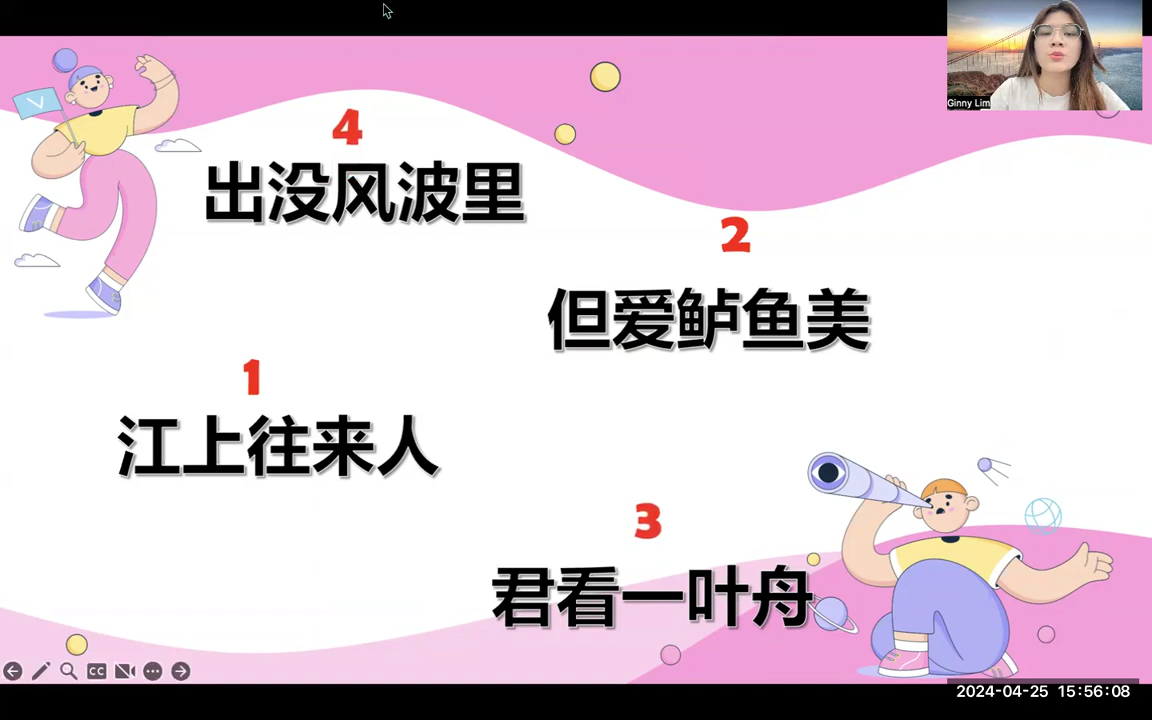 Ginny Lim
4
出没风波里
2
但爱鲈鱼美
1
江上往来人
3
君看一叶舟
CC
2024-04-25 15:56:08